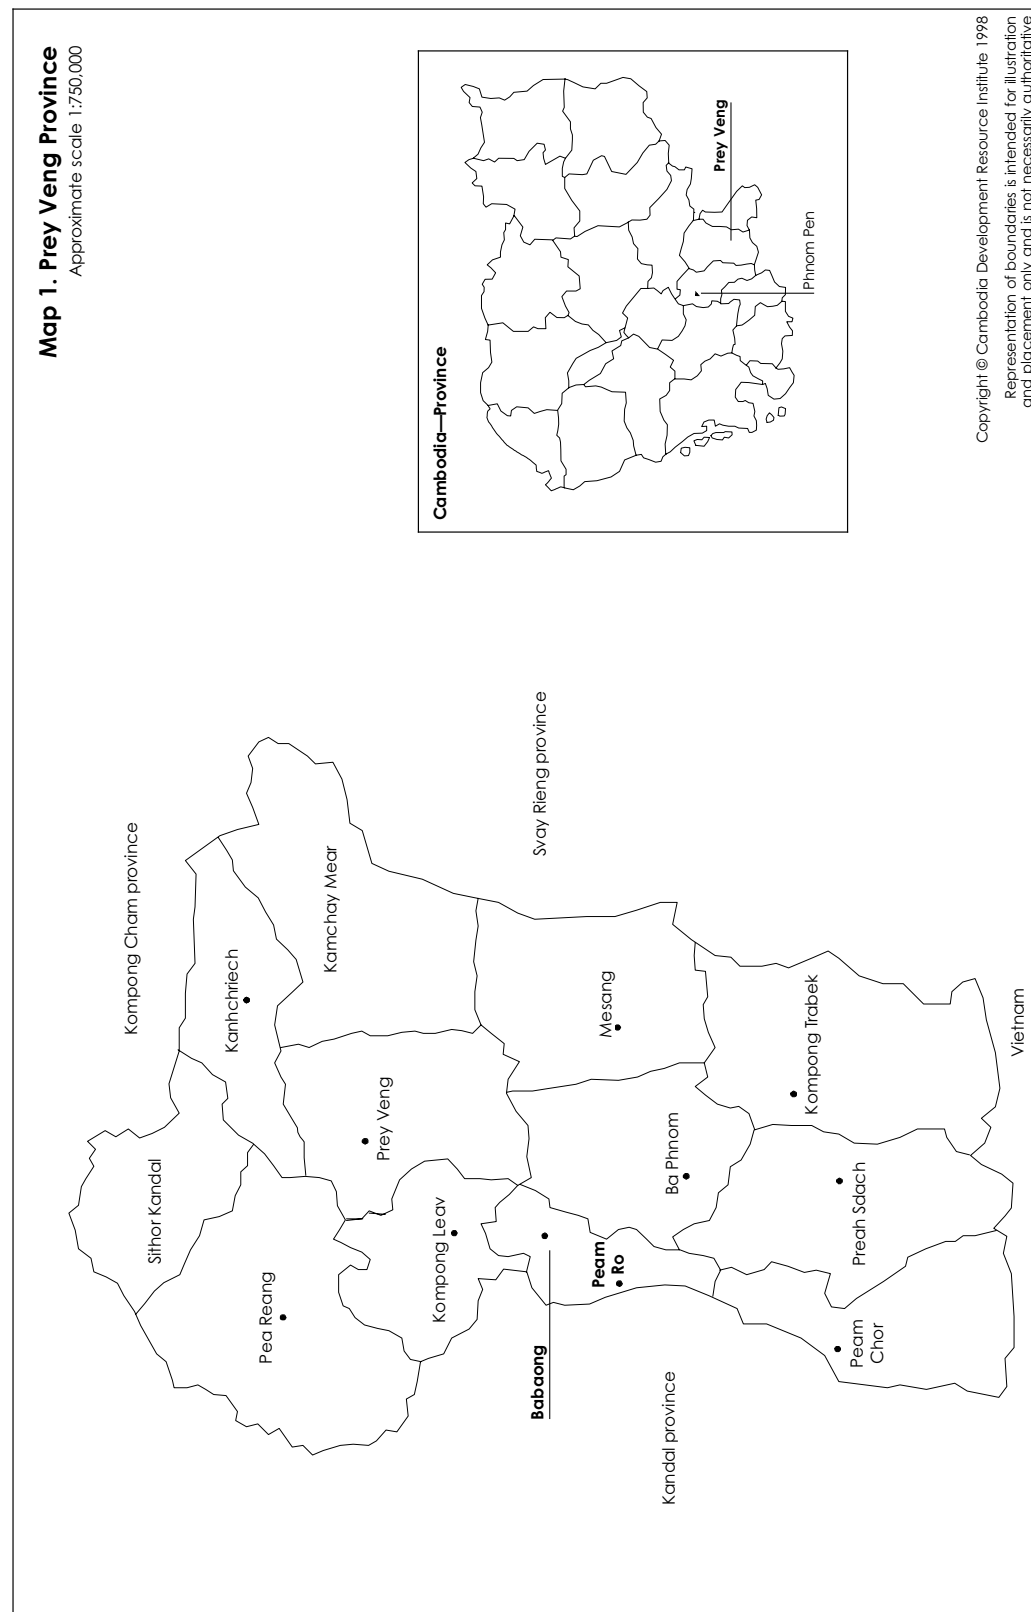 Map 1. Prey Veng Province
Approximate scale 1:750,000
Kompong Cham province
Sithor Kandal
Kanhchriech
Pea Reang
Kamchay Mear
Prey Veng
Kompong Leav
Svay Rieng province
Babaong
Peam
Ro
Mesang
Ba Phnom
Kandal province
Kompong Trabek
Preah Sdach
Peam
Chor
Vietnam
Cambodia—Province
Prey Veng
Phnom Pen
Copyright © Cambodia Development Resource Institute 1998
Representation of boundaries is intended for illustration
and placement only and is not necessarily authoritative